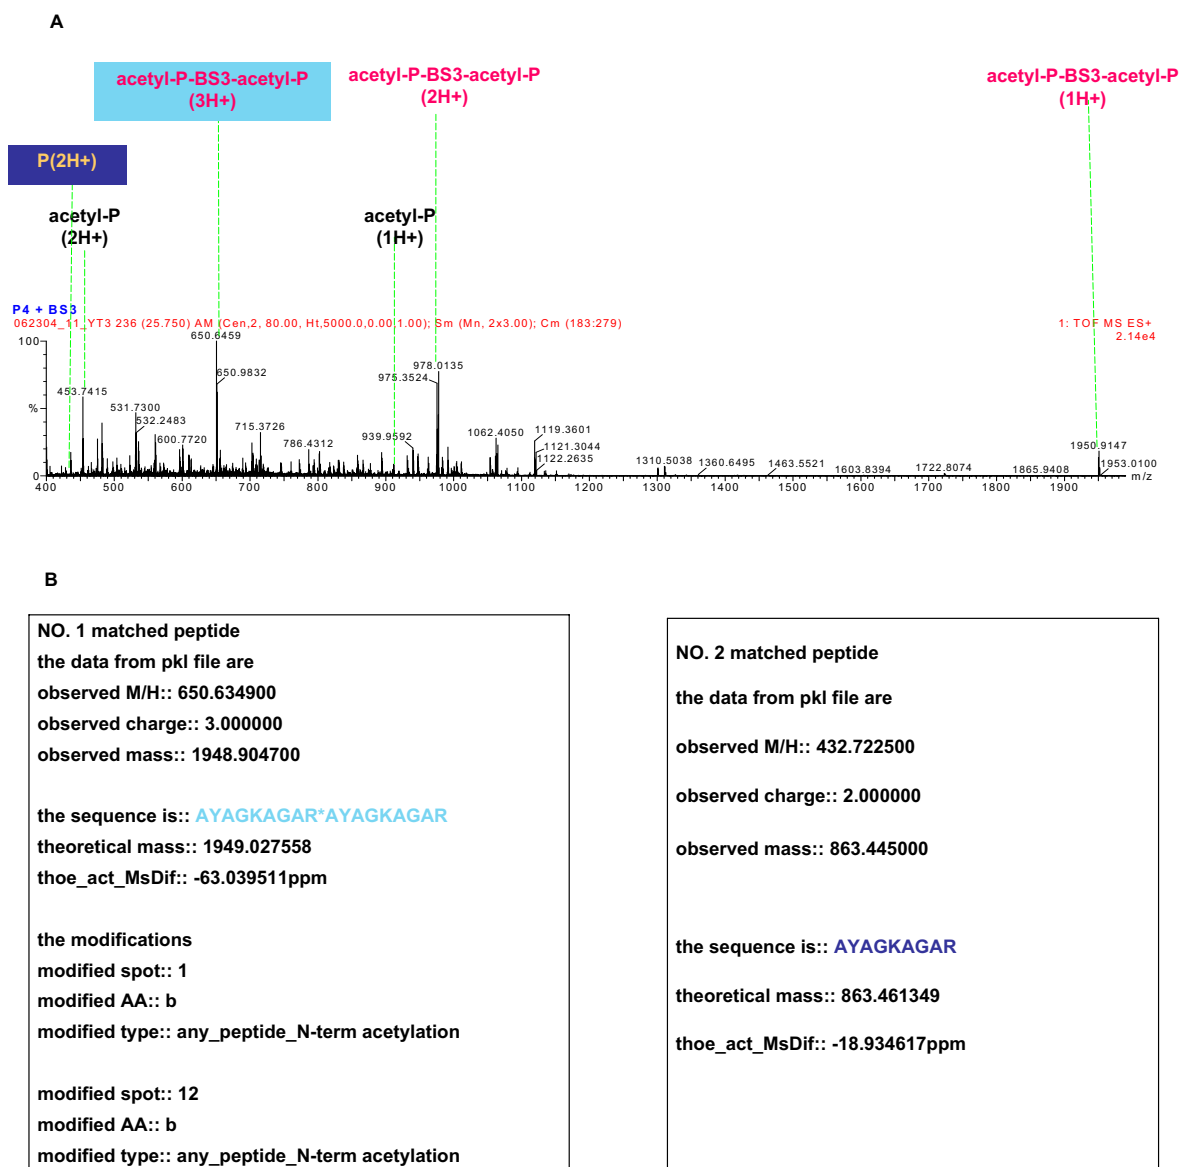 A
acetyl-P-BS3-acetyl-P
(3H+)
acetyl-P-BS3-acetyl-P
(2H+)
acetyl-P-BS3-acetyl-P
(1H+)
P(2H+)
acetyl-P
(2H+)
acetyl-P
(1H+)
P4 + BS3
062304_11_YT3 236 (25.750) AM (Cen,2, 80.00, Ht,5000.0,0.00,1.00); Sm (Mn, 2x3.00); Cm (183:279)
1: TOF MS ES+
2.14e4
100
%
0
650.6459
650.9832
453.7415
531.7300
532.2483
600.7720
715.3726
786.4312
939.9592
978.0135
975.3524
1062.4050
1119.3601
1121.3044
1122.2635
1310.5038
1360.6495
1463.5521
1603.8394
1722.8074
1865.9408
1950.9147
1953.0100
400 500 600 700 800 900 1000 1100 1200 1300 1400 1500 1600 1700 1800 1900
m/z
B
NO. 1 matched peptide
the data from pkl file are
observed M/H:: 650.634900
observed charge:: 3.000000
observed mass:: 1948.904700
the sequence is:: AYAGKAGAR*AYAGKAGAR
theoretical mass:: 1949.027558
thoe_act_MsDif:: -63.039511ppm
the modifications
modified spot:: 1
modified AA:: b
modified type:: any_peptide_N-term acetylation
modified spot:: 12
modified AA:: b
modified type:: any_peptide_N-term acetylation
NO. 2 matched peptide
the data from pkl file are
observed M/H:: 432.722500
observed charge:: 2.000000
observed mass:: 863.445000
the sequence is:: AYAGKAGAR
theoretical mass:: 863.461349
thoe_act_MsDif:: -18.934617ppm